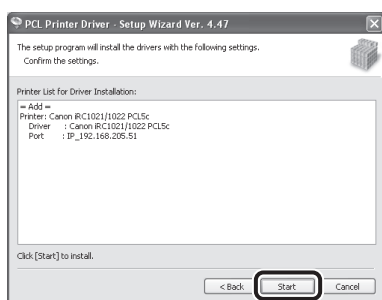 PCL Printer Driver - Setup Wizard Ver. 4.47
The setup program will install the drivers with the following settings.
Confirm the settings.
Printer List for Driver Installation:
= Add =
Printer: Canon iRC1021/1022 PCL5c
Driver : Canon iRC1021/1022 PCL5c
Port : IP_192.168.205.51
Click [Start] to install.
< Back Start Cancel